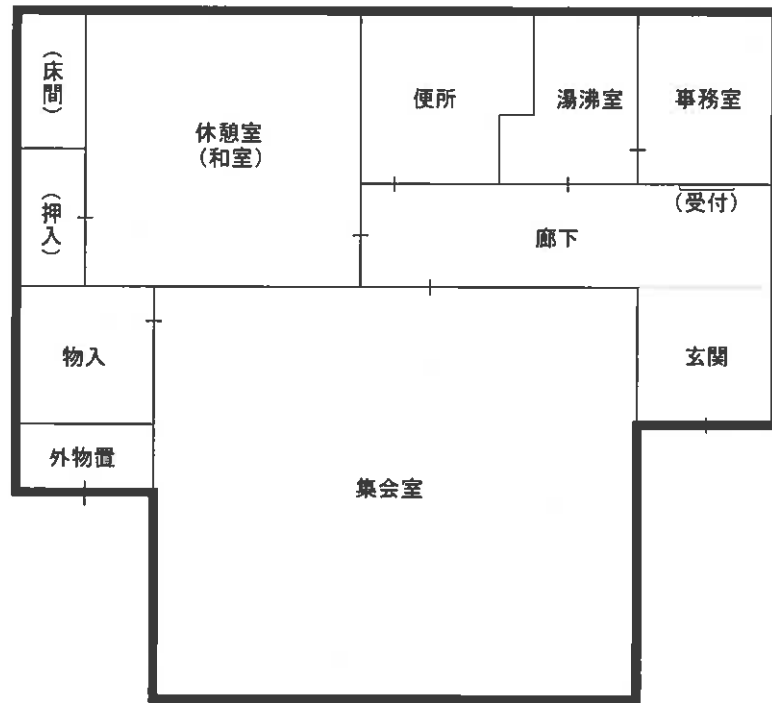 (床間)
休憩室
(和室)
便所
湯沸室
事務室
(押入)
(受付)
廊下
物入
玄関
外物置
集会室